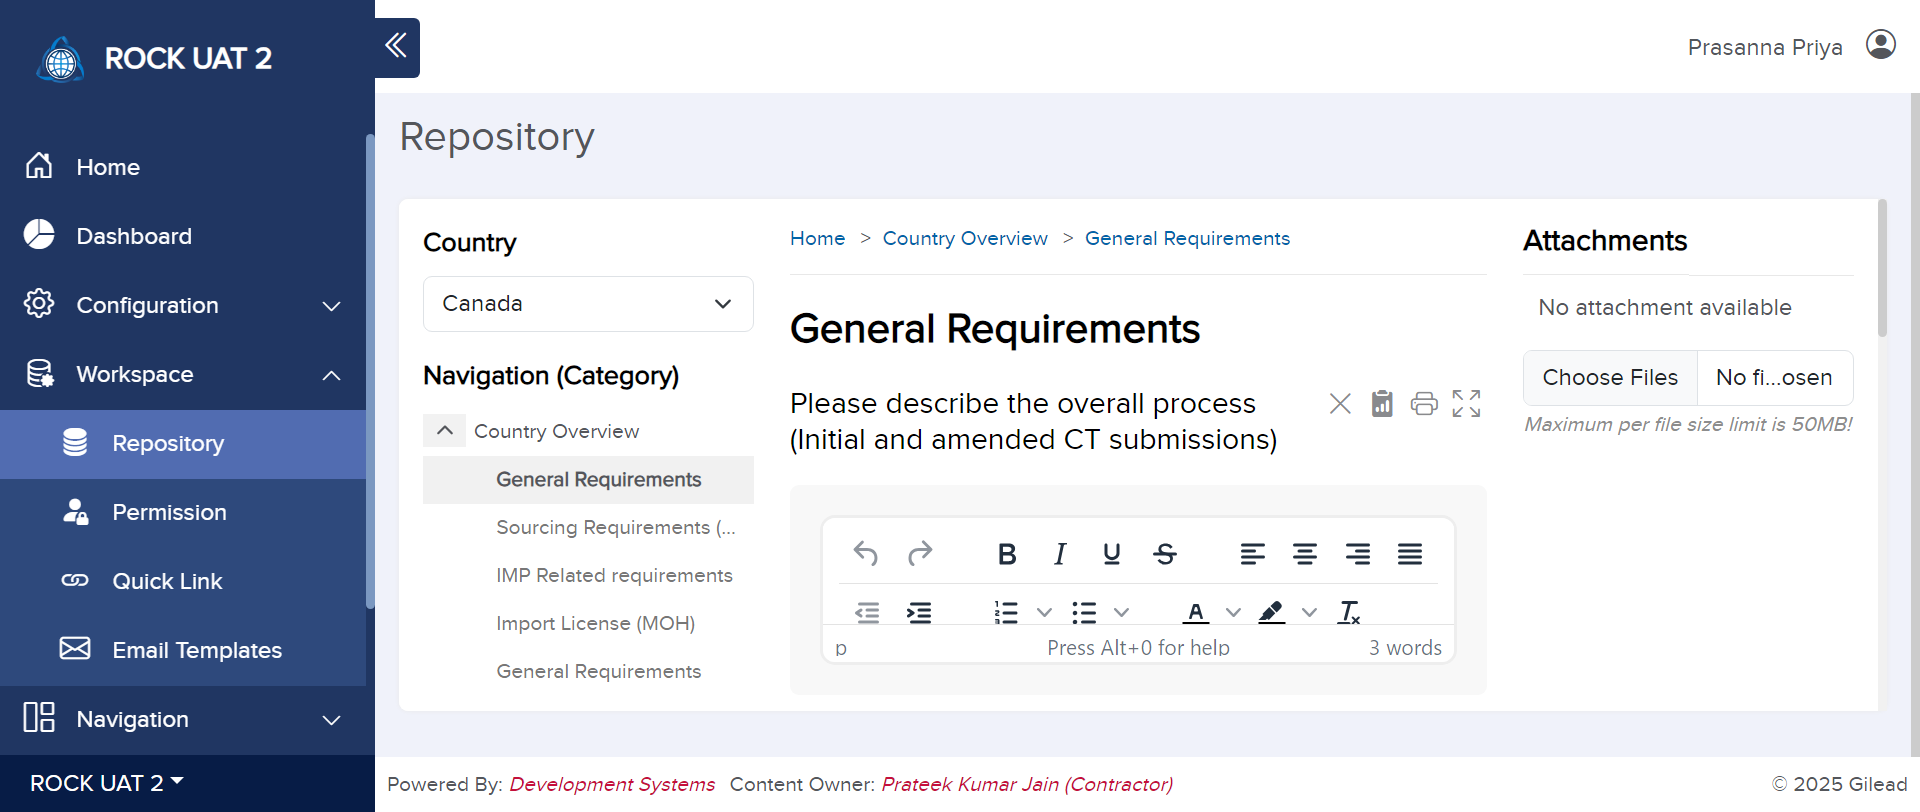 ROCK UAT 2
Prasanna Priya
Home
Dashboard
Configuration
Workspace
Repository
Permission
Quick Link
Email Templates
Navigation
ROCK UAT 2
Repository
Country
Canada
Navigation (Category)
Country Overview
General Requirements
Sourcing Requirements (...
IMP Related requirements
Import License (MOH)
General Requirements
Home > Country Overview > General Requirements
General Requirements
Please describe the overall process
(Initial and amended CT submissions)
p
Press Alt+0 for help
3 words
Attachments
No attachment available
Choose Files
No fi...osen
Maximum per file size limit is 50MB!
Powered By: Development Systems Content Owner: Prateek Kumar Jain (Contractor)
© 2025 Gilead